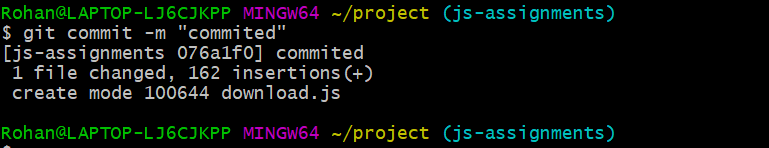 Rohan@LAPTOP-LJ6CJKPP MINGW64 ~/project (js-assignments)
$ git commit -m "commited"
[js-assignments 076a1f0] commited
 1 file changed, 162 insertions(+)
 create mode 100644 download.js
Rohan@LAPTOP-LJ6CJKPP MINGW64 ~/project (js-assignments)